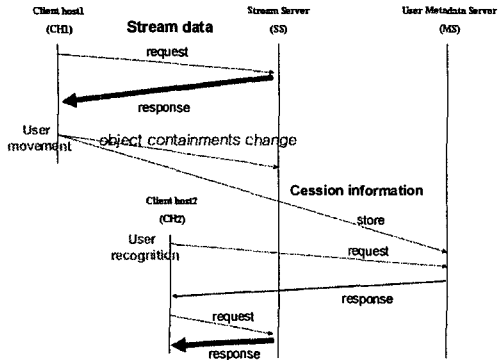 Client host1
(CH1)
Stream data
Stream Server
(SS)
User Metadata Server
(MS)
request
response
User
movement
object containments change
Cession information
Client host2
(CH2)
store
User
recognition
request
response
request
response